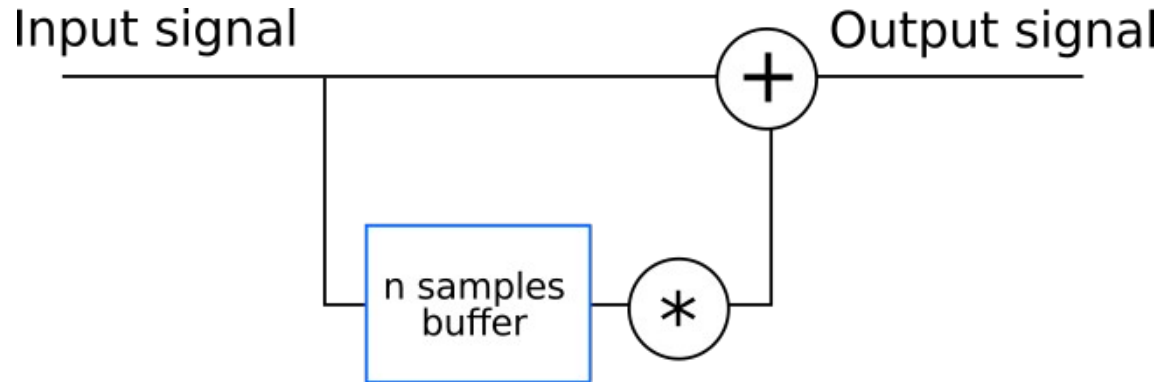 Input signal
Output signal
+
n samples
buffer
*